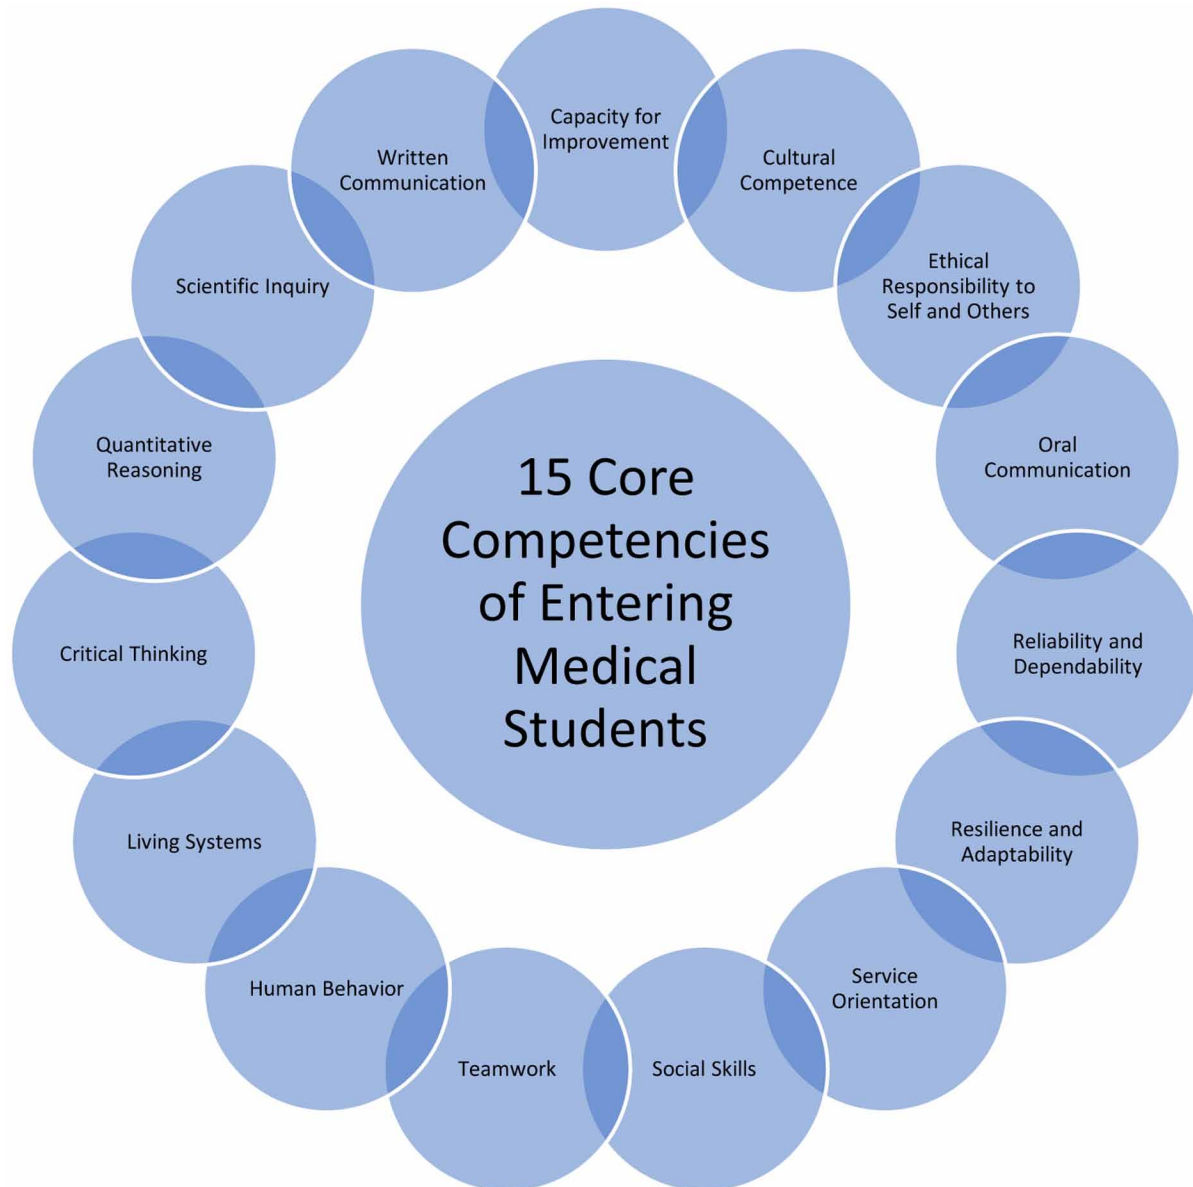 Capacity for
Improvement
Cultural
Competence
Ethical
Responsibility to
Self and Others
Oral
Communication
Reliability and
Dependability
Resilience and
Adaptability
Service
Orientation
Social Skills
Teamwork
Human Behavior
Living Systems
Critical Thinking
Quantitative
Reasoning
Scientific Inquiry
Written
Communication
15 Core
Competencies
of Entering
Medical
Students